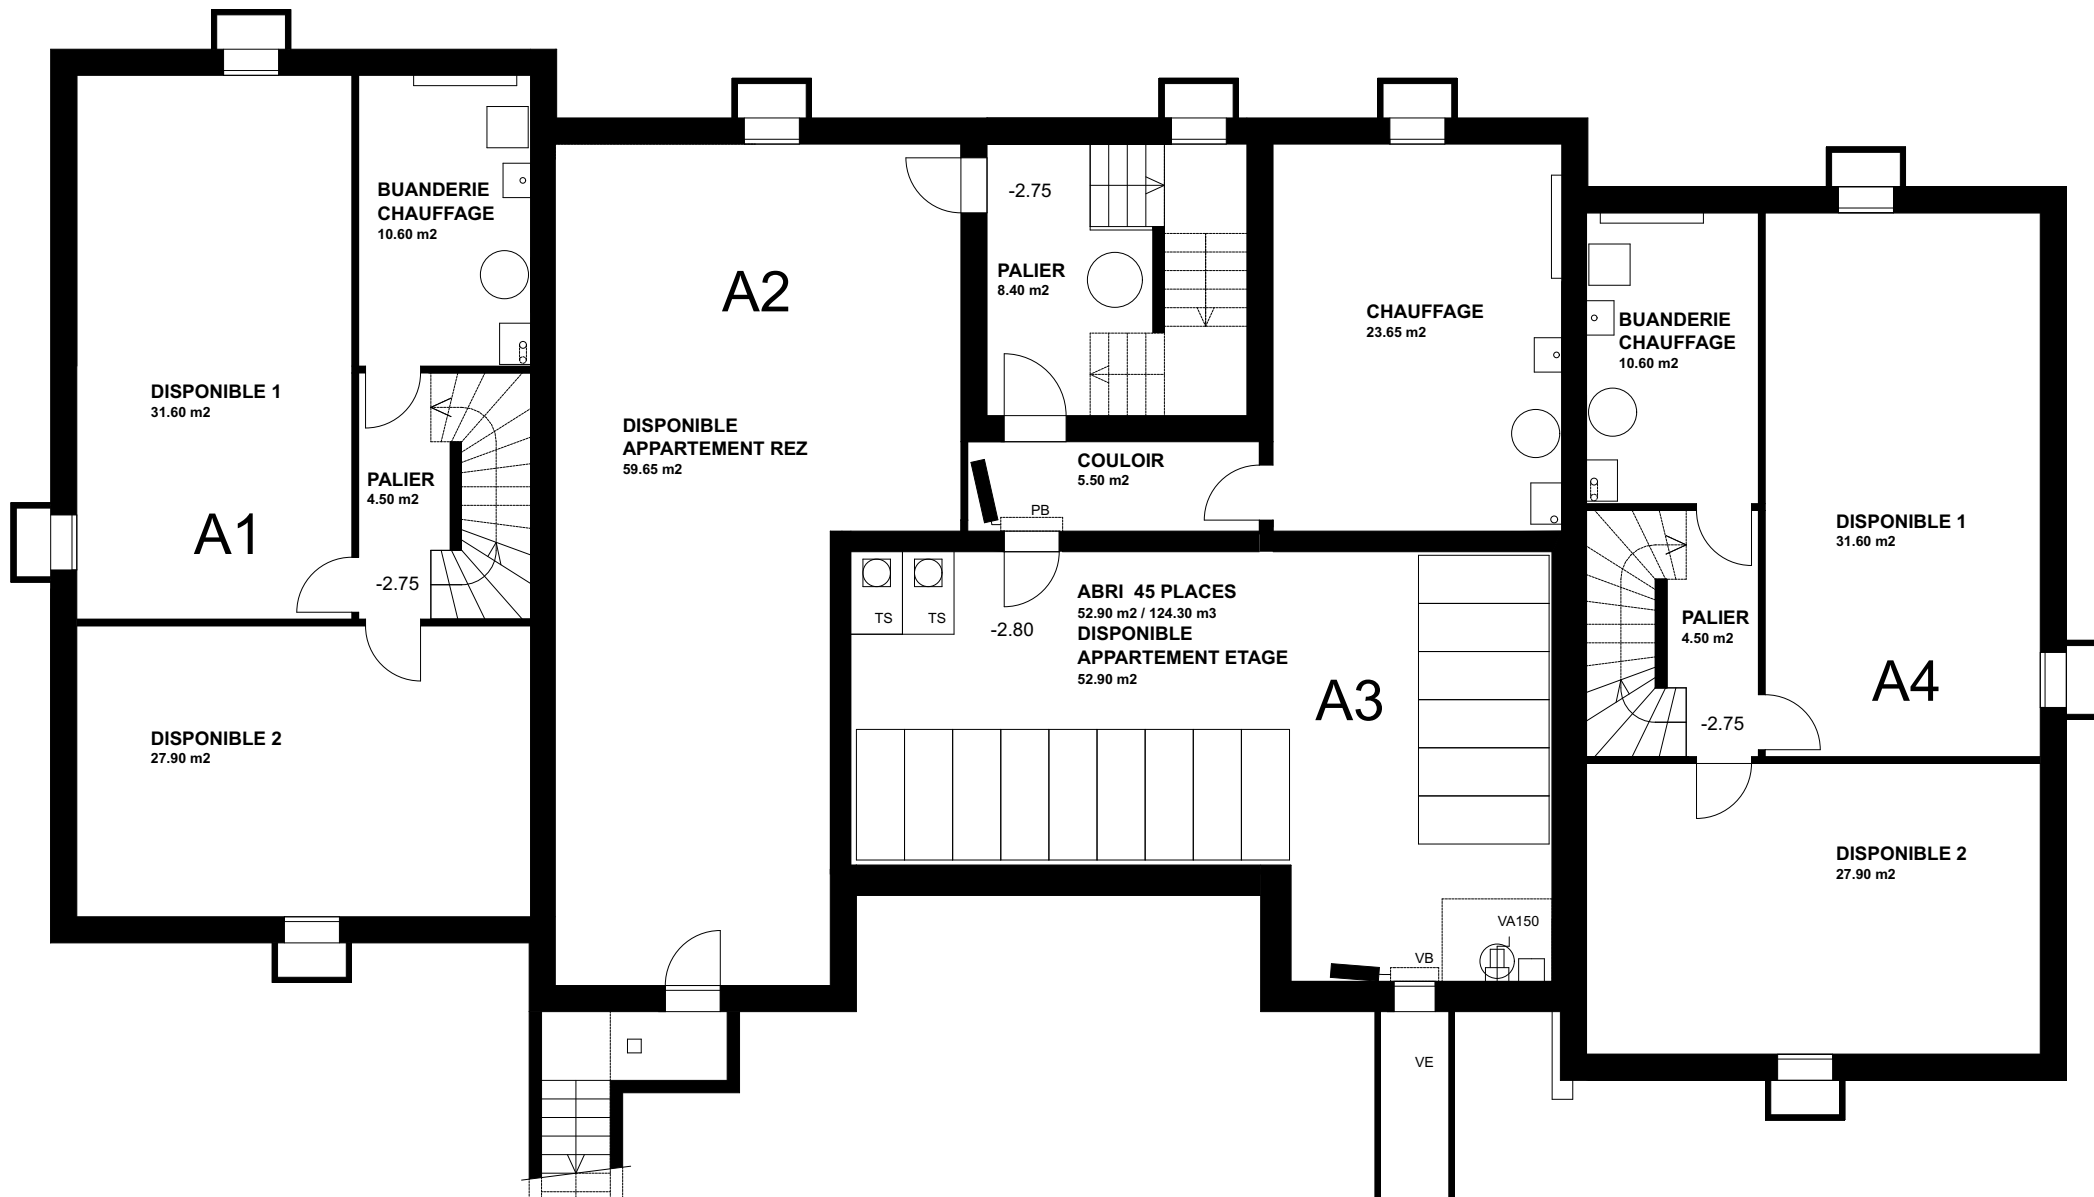 BUANDERIE
CHAUFFAGE
10.60 m2
DISPONIBLE 1
31.60 m2
PALIER
4.50 m2
A1
-2.75
DISPONIBLE 2
27.90 m2
A2
DISPONIBLE
APPARTEMENT REZ
59.65 m2
-2.75
PALIER
8.40 m2
COULOIR
5.50 m2
PB
CHAUFFAGE
23.65 m2
TS
TS
-2.80
ABRI 45 PLACES
52.90 m2 / 124.30 m3
DISPONIBLE
APPARTEMENT ETAGE
52.90 m2
A3
VA150
VB
VE
BUANDERIE
CHAUFFAGE
10.60 m2
DISPONIBLE 1
31.60 m2
PALIER
4.50 m2
A4
-2.75
DISPONIBLE 2
27.90 m2